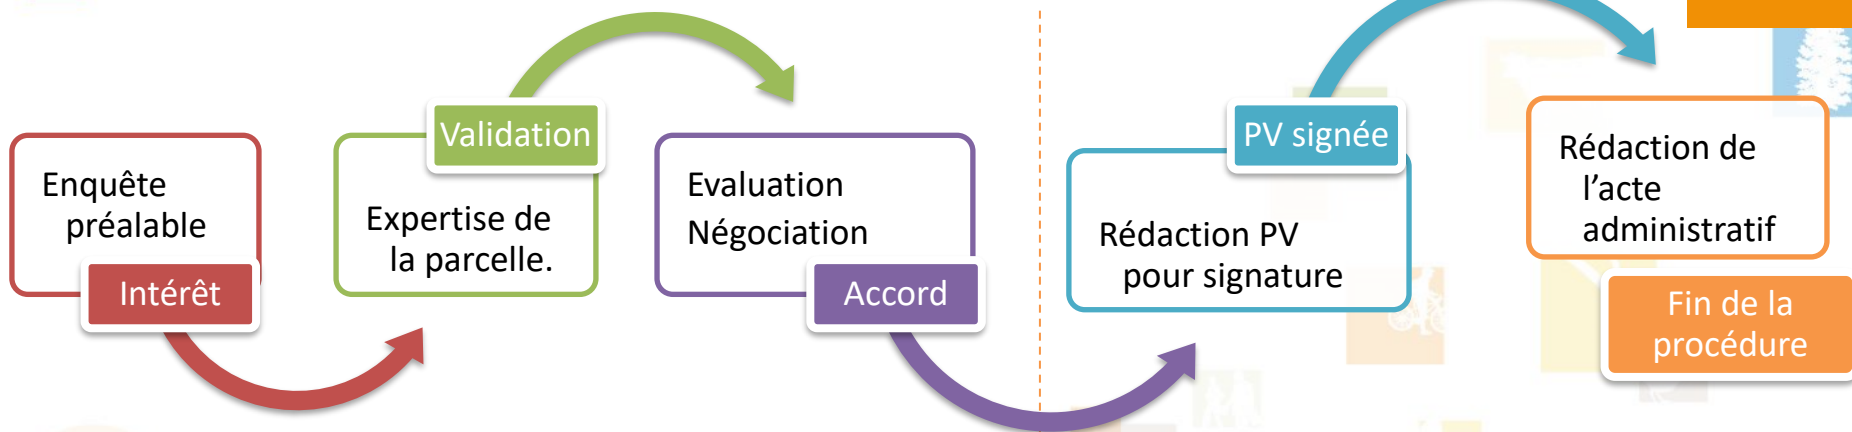 Enquête
préalable
Intérêt
Validation
Expertise de
la parcelle.
Evaluation
Négociation
Accord
PV signée
Rédaction PV
pour signature
Rédaction de
l’acte
administratif
Fin de la
procédure